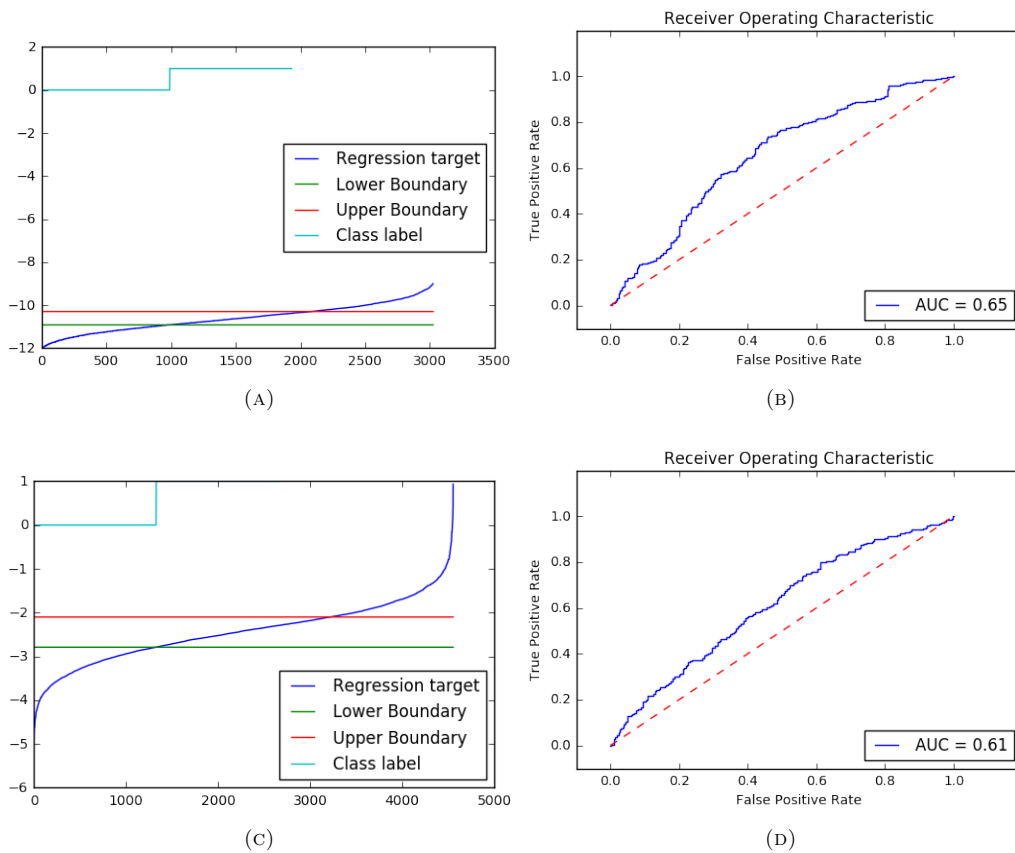 2
0
−2
−4
−6
−8
−10
−12
0 500 1000 1500 2000 2500 3000 3500
Regression target
Lower Boundary
Upper Boundary
Class label
(A)
Receiver Operating Characteristic
True Positive Rate
1.0
0.8
0.6
0.4
0.2
0.0
0.0 0.2 0.4 0.6 0.8 1.0
False Positive Rate
AUC = 0.65
(B)
1
0
−1
−2
−3
−4
−5
−6
0 1000 2000 3000 4000 5000
Regression target
Lower Boundary
Upper Boundary
Class label
(C)
Receiver Operating Characteristic
True Positive Rate
1.0
0.8
0.6
0.4
0.2
0.0
0.0 0.2 0.4 0.6 0.8 1.0
False Positive Rate
AUC = 0.61
(D)